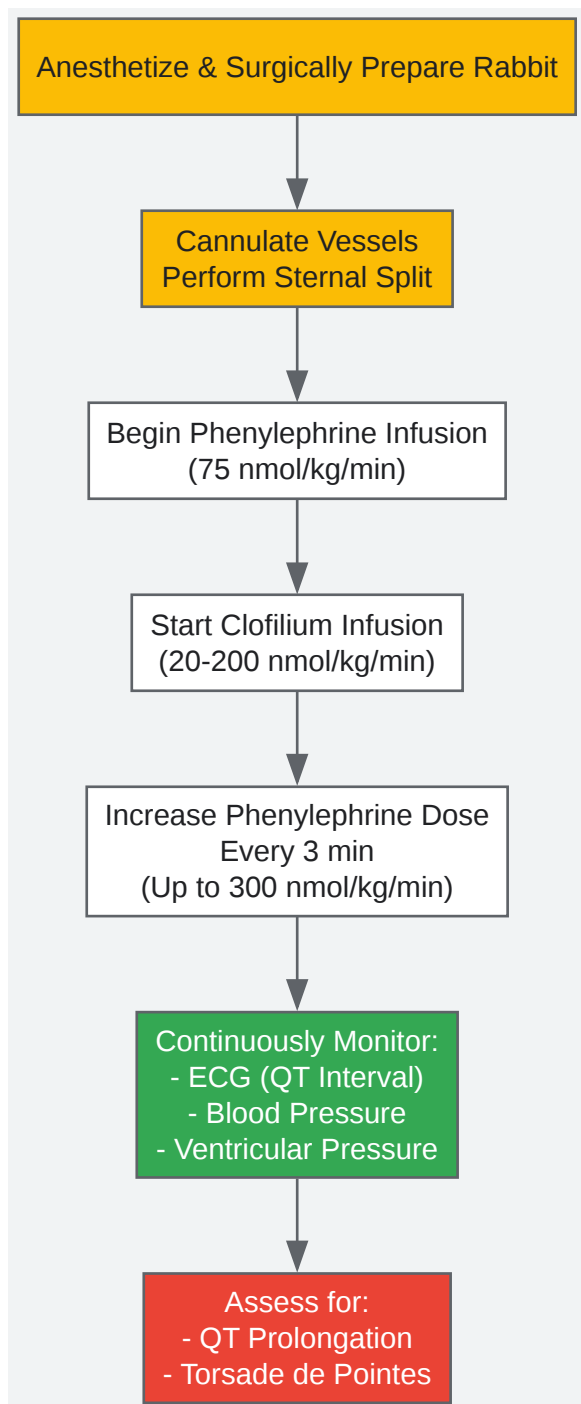 Anesthetize & Surgically Prepare Rabbit
Cannulate Vessels
Perform Sternal Split
Begin Phenylephrine Infusion
(75 nmol/kg/min)
Start Clofilium Infusion
(20-200 nmol/kg/min)
Increase Phenylephrine Dose
Every 3 min
(Up to 300 nmol/kg/min)
Continuously Monitor:
- ECG (QT Interval)
- Blood Pressure
- Ventricular Pressure
Assess for:
- QT Prolongation
- Torsade de Pointes